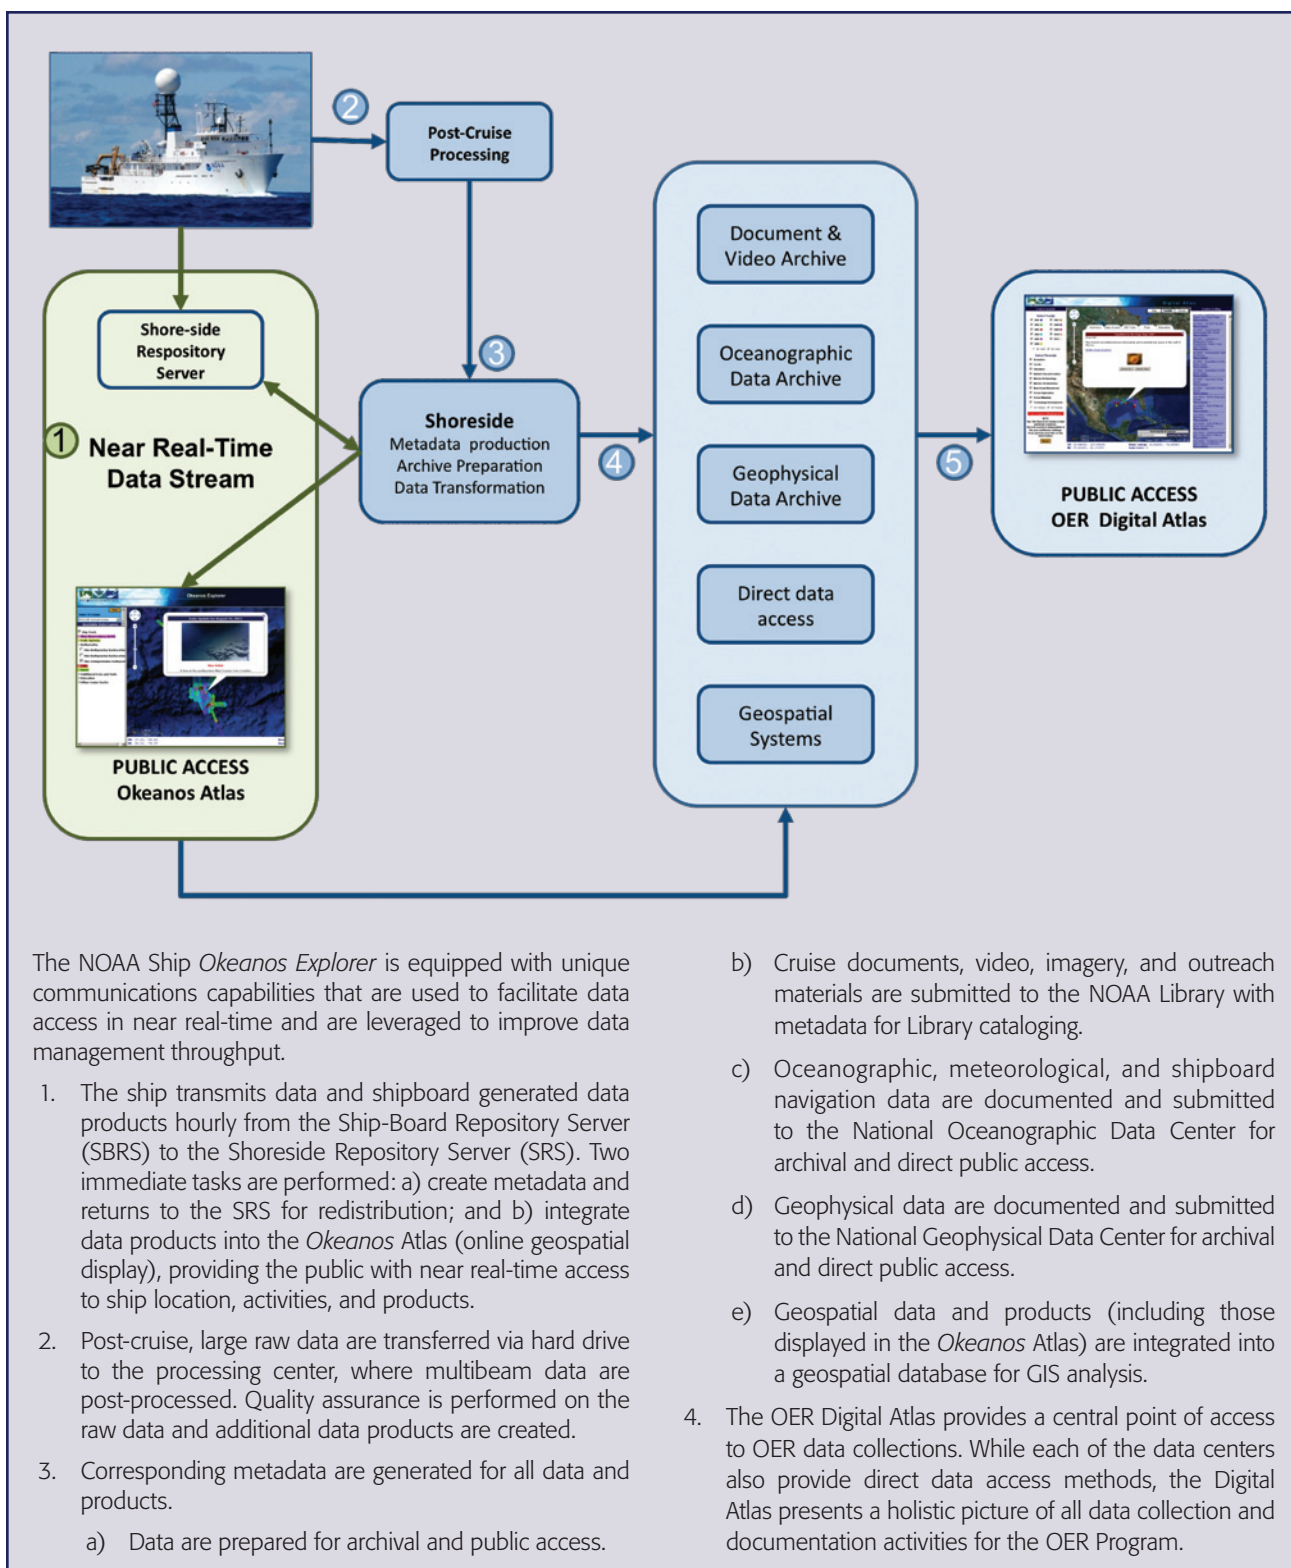 2
Post-Cruise
Processing
Shore-side
Respository
Server
1
Near Real-Time
Data Stream
3
Shoreside
Metadata production
Archive Preparation
Data Transformation
4
Document &
Video Archive
Oceanographic
Data Archive
Geophysical
Data Archive
Direct data
access
Geospatial
Systems
5
Digital Atlas
PUBLIC ACCESS
OER Digital Atlas
Okeanos Explorer
PUBLIC ACCESS
Okeanos Atlas
The NOAA Ship Okeanos Explorer is equipped with unique
communications capabilities that are used to facilitate data
access in near real-time and are leveraged to improve data
management throughput.
1. The ship transmits data and shipboard generated data
products hourly from the Ship-Board Repository Server
(SBRS) to the Shoreside Repository Server (SRS). Two
immediate tasks are performed: a) create metadata and
returns to the SRS for redistribution; and b) integrate
data products into the Okeanos Atlas (online geospatial
display), providing the public with near real-time access
to ship location, activities, and products.
2. Post-cruise, large raw data are transferred via hard drive
to the processing center, where multibeam data are
post-processed. Quality assurance is performed on the
raw data and additional data products are created.
3. Corresponding metadata are generated for all data and
products.
a) Data are prepared for archival and public access.
b) Cruise documents, video, imagery, and outreach
materials are submitted to the NOAA Library with
metadata for Library cataloging.
c) Oceanographic, meteorological, and shipboard
navigation data are documented and submitted
to the National Oceanographic Data Center for
archival and direct public access.
d) Geophysical data are documented and submitted
to the National Geophysical Data Center for archival
and direct public access.
e) Geospatial data and products (including those
displayed in the Okeanos Atlas) are integrated into
a geospatial database for GIS analysis.
4. The OER Digital Atlas provides a central point of access
to OER data collections. While each of the data centers
also provide direct data access methods, the Digital
Atlas presents a holistic picture of all data collection and
documentation activities for the OER Program.